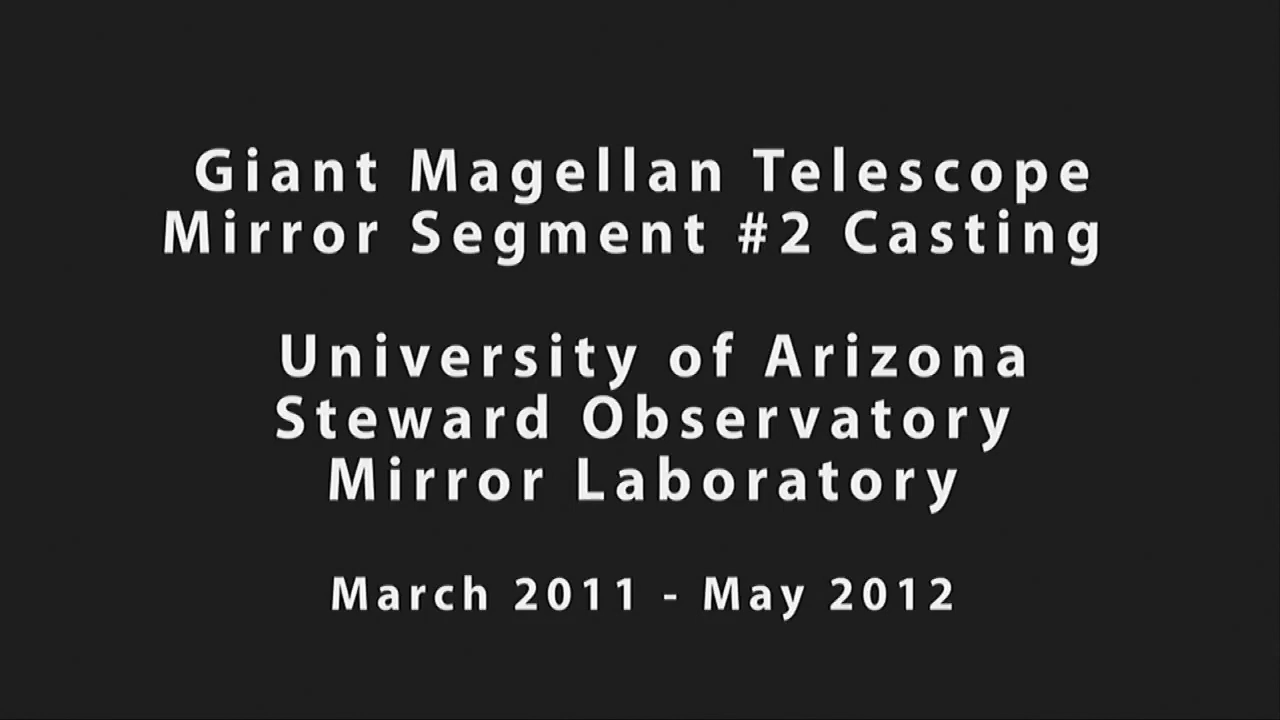 Giant Magellan Telescope
Mirror Segment #2 Casting
University of Arizona
Steward Observatory
Mirror Laboratory
March 2011 - May 2012